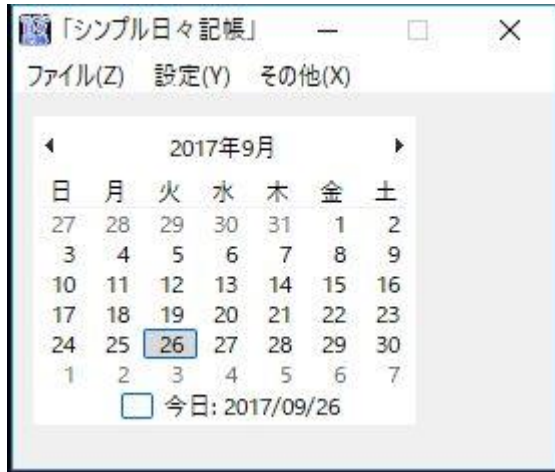 「シンプル日々記帳」
ファイル(Z) 設定(Y) その他(X)
2017年9月
日 月 火 水 木 金 土
27 28 29 30 31 1 2
3 4 5 6 7 8 9
10 11 12 13 14 15 16
17 18 19 20 21 22 23
24 25 26 27 28 29 30
1 2 3 4 5 6 7
今日: 2017/09/26